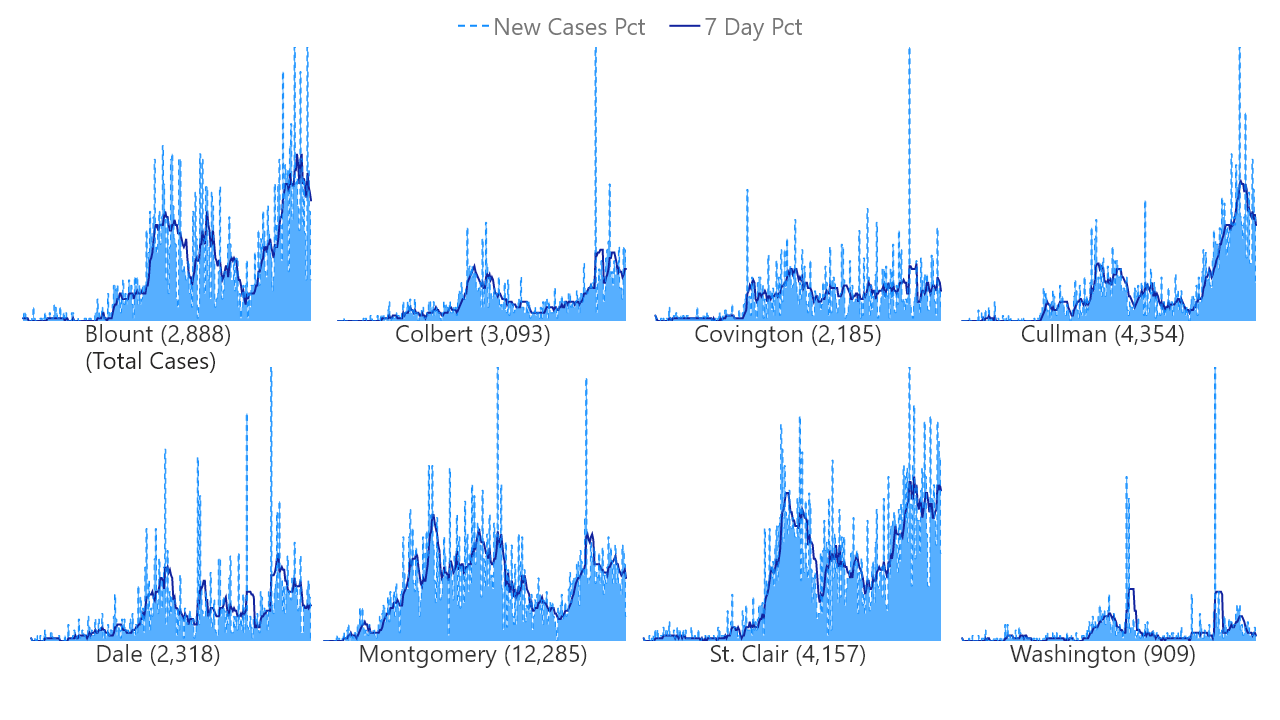 New Cases Pct 7 Day Pct
Blount (2,888)
(Total Cases)
Colbert (3,093)
Covington (2,185)
Cullman (4,354)
Dale (2,318)
Montgomery (12,285)
St. Clair (4,157)
Washington (909)